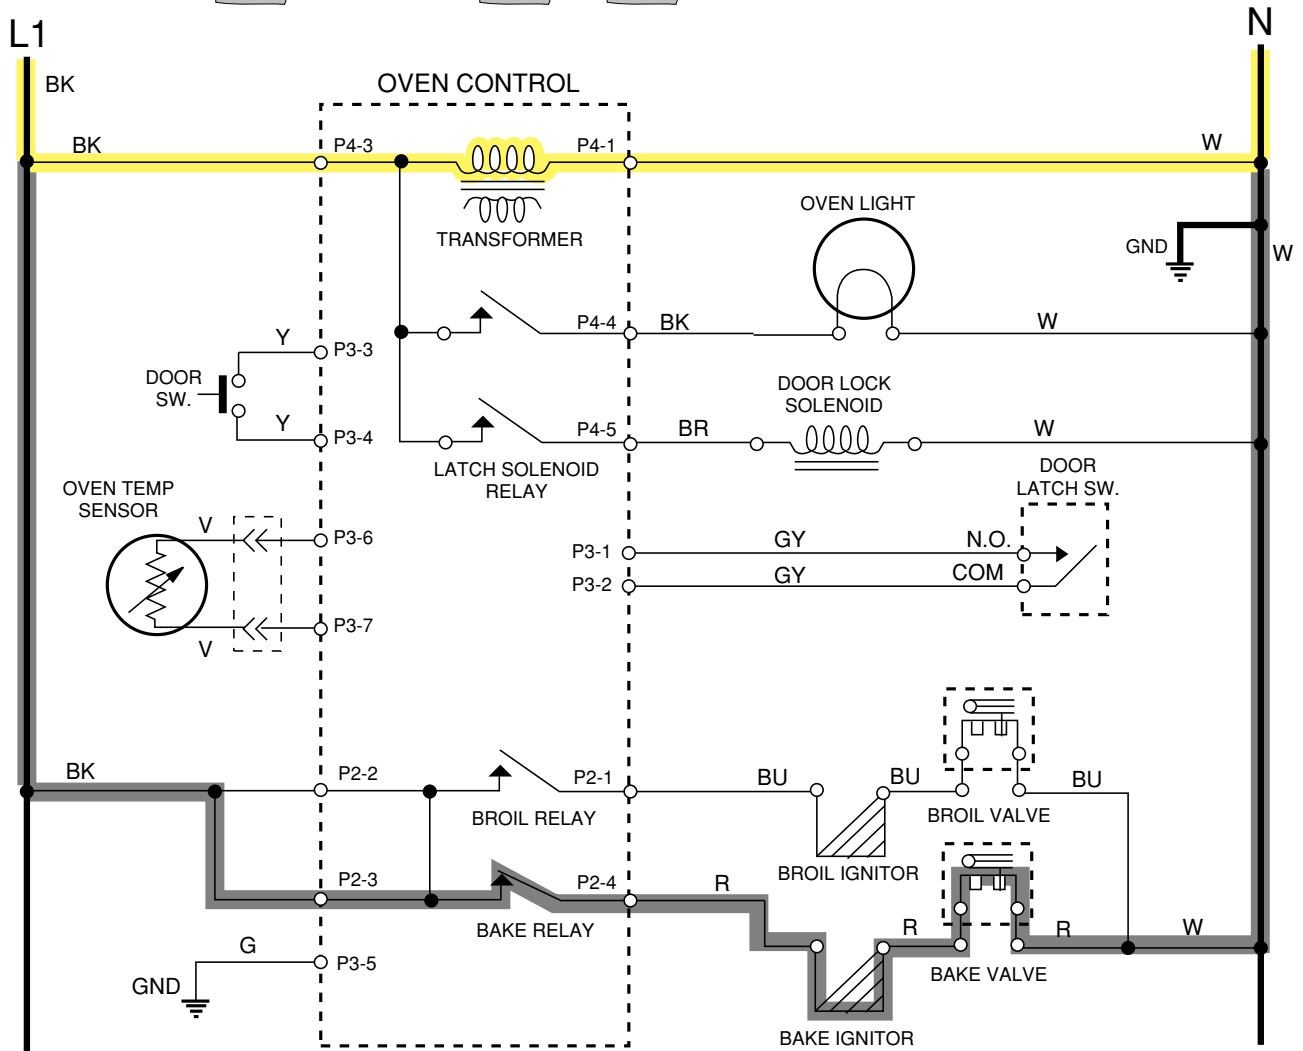 L1
N
BK
OVEN CONTROL
BK
P4-3
P4-1
W
OVEN LIGHT
TRANSFORMER
GND
W
P4-4
BK
W
Y
P3-3
DOOR
SW.
DOOR LOCK
SOLENOID
Y
P3-4
P4-5
BR
W
LATCH SOLENOID
RELAY
DOOR
LATCH SW.
OVEN TEMP
SENSOR
V
P3-6
P3-1
GY
N.O.
P3-2
GY
COM
P3-7
V
BK
P2-2
P2-1
BU
BU
BU
BROIL RELAY
BROIL VALVE
P2-3
P2-4
R
BROIL IGNITOR
BAKE RELAY
R
R
W
G
P3-5
BAKE VALVE
GND
BAKE IGNITOR